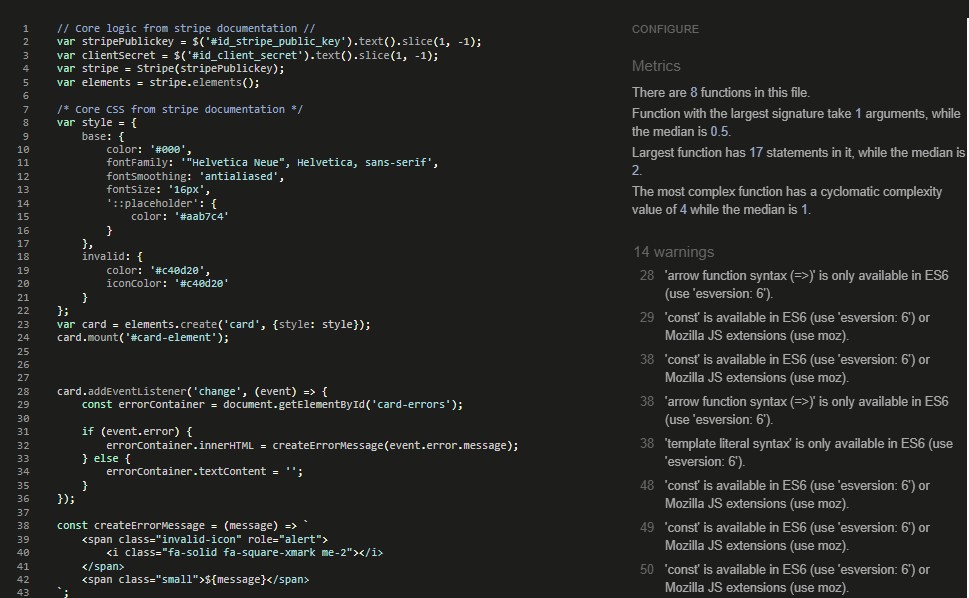 1 // Core logic from stripe documentation //
2 var stripePublickey = $('#id_stripe_public_key').text().slice(1, -1);
3 var clientSecret = $('#id_client_secret').text().slice(1, -1);
4 var stripe = Stripe(stripePublickey);
5 var elements = stripe.elements();
6
7 /* Core CSS from stripe documentation */
8 var style = {
9 base: {
10 color: '#000',
11 fontFamily: '"Helvetica Neue", Helvetica, sans-serif',
12 fontSmoothing: 'antialiased',
13 fontSize: '16px',
14 '::placeholder': {
15 color: '#aab7c4'
16 }
17 },
18 invalid: {
19 color: '#c40d20',
20 iconColor: '#c40d20'
21 }
22 };
23 var card = elements.create('card', {style: style});
24 card.mount('#card-element');
25
26
27
28 card.addEventListener('change', (event) => {
29 const errorContainer = document.getElementById('card-errors');
30
31 if (event.error) {
32 errorContainer.innerHTML = createErrorMessage(event.error.message);
33 } else {
34 errorContainer.textContent = '';
35 }
36 });
37
38 const createErrorMessage = (message) => `
39 <span class="invalid-icon" role="alert">
40 <i class="fa-solid fa-square-xmark me-2"></i>
41 </span>
42 <span class="small">${message}</span>
43 `;
CONFIGURE
Metrics
There are 8 functions in this file.
Function with the largest signature take 1 arguments, while
the median is 0.5.
Largest function has 17 statements in it, while the median is
2.
The most complex function has a cyclomatic complexity
value of 4 while the median is 1.
14 warnings
28 'arrow function syntax (=>)' is only available in ES6
(use 'esversion: 6').
29 'const' is available in ES6 (use 'esversion: 6') or
Mozilla JS extensions (use moz).
38 'const' is available in ES6 (use 'esversion: 6') or
Mozilla JS extensions (use moz).
38 'arrow function syntax (=>)' is only available in ES6
(use 'esversion: 6').
38 'template literal syntax' is only available in ES6 (use
'esversion: 6').
48 'const' is available in ES6 (use 'esversion: 6') or
Mozilla JS extensions (use moz).
49 'const' is available in ES6 (use 'esversion: 6') or
Mozilla JS extensions (use moz).
50 'const' is available in ES6 (use 'esversion: 6') or
Mozilla JS extensions (use moz).